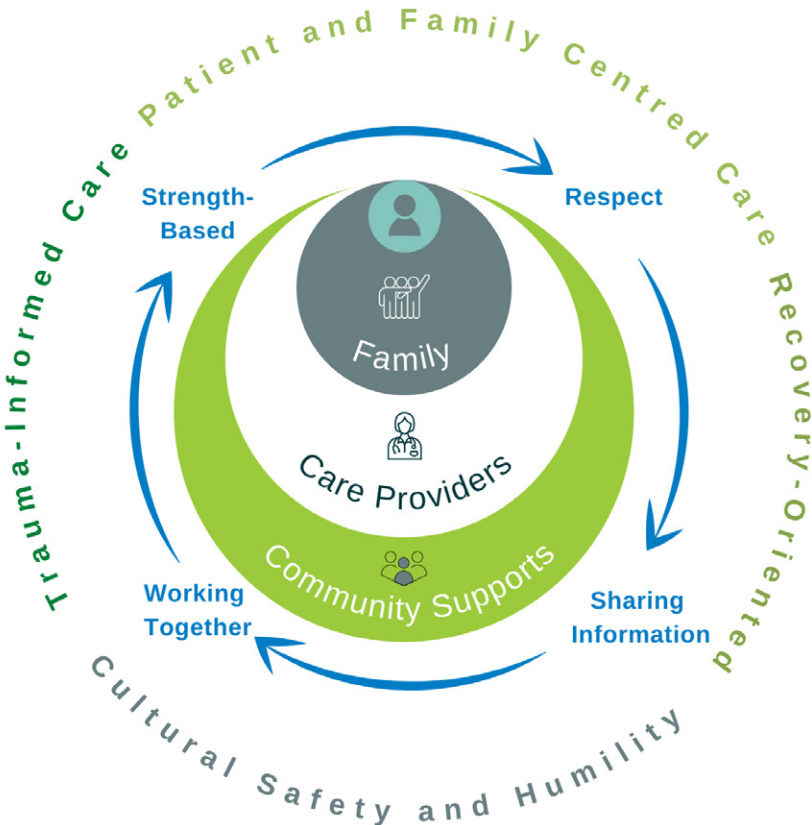 Patient and Family Centred Care
Recovery-Oriented
Cultural Safety and Humility
Trauma-Informed Care
Strength-
Based
Respect
Sharing
Information
Working
Together
Family
Care Providers
Community Supports